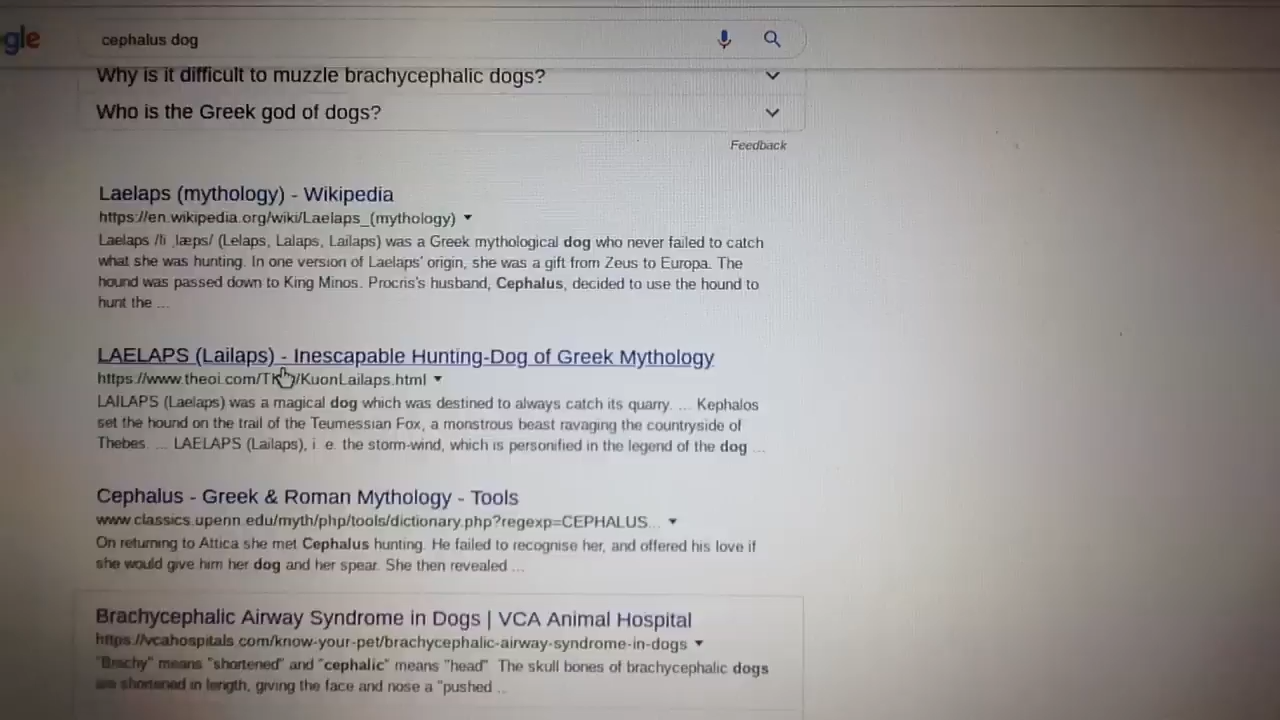 gle
cephalus dog
Why is it difficult to muzzle brachycephalic dogs?
Who is the Greek god of dogs?
Feedback
Laelaps (mythology) - Wikipedia
https://en.wikipedia.org/wiki/Laelaps_(mythology)
Laelaps /ˈliːˌlæps/ (Lelaps, Lalaps, Lailaps) was a Greek mythological dog who never failed to catch
what she was hunting. In one version of Laelaps' origin, she was a gift from Zeus to Europa. The
hound was passed down to King Minos. Procris's husband, Cephalus, decided to use the hound to
hunt the ...
LAELAPS (Lailaps) - Inescapable Hunting-Dog of Greek Mythology
https://www.theoi.com/ /KuonLailaps.html
LAILAPS (Laelaps) was a magical dog which was destined to always catch its quarry. ... Kephalos
set the hound on the trail of the Teumessian Fox, a monstrous beast ravaging the countryside of
Thebes. ... LAELAPS (Lailaps), i. e. the storm-wind, which is personified in the legend of the dog ...
Cephalus - Greek & Roman Mythology - Tools
www.classics.upenn.edu/myth/php/tools/dictionary.php?regexp=CEPHALUS...
On returning to Attica she met Cephalus hunting. He failed to recognise her, and offered his love if
she would give him her dog and her spear. She then revealed ...
Brachycephalic Airway Syndrome in Dogs | VCA Animal Hospital
https://vcahospitals.com/know-your-pet/brachycephalic-airway-syndrome-in-dogs
"Brachy" means "shortened" and "cephalic" means "head". The skull bones of brachycephalic dogs
are shortened in length, giving the face and nose a "pushed ...